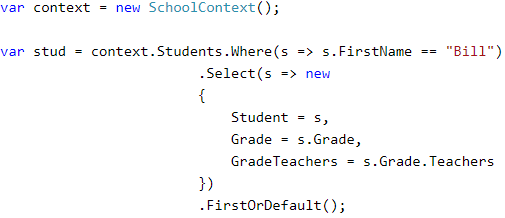 var context = new SchoolContext();
var stud = context.Students.Where(s => s.FirstName == "Bill")
.Select(s => new
{
Student = s,
Grade = s.Grade,
GradeTeachers = s.Grade.Teachers
})
.FirstOrDefault();